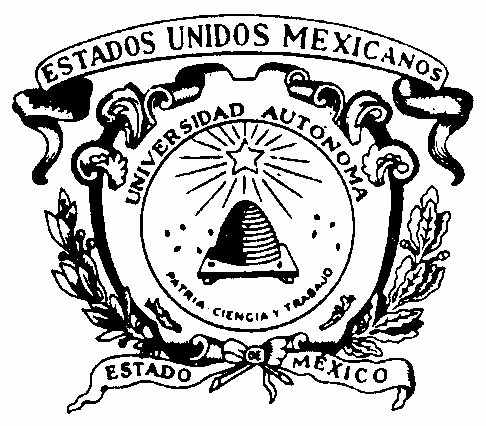 ESTADOS UNIDOS MEXICANOS
UNIVERSIDAD AUTÓNOMA
PATRIA, CIENCIA Y TRABAJO
ESTADO DE MÉXICO